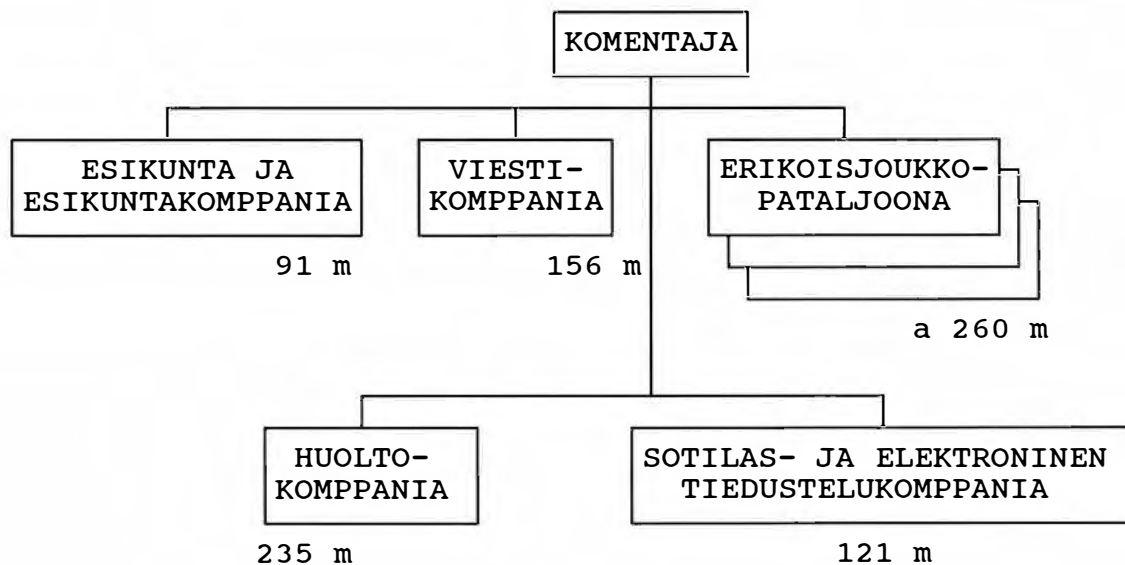 KOMENTAJA
ESIKUNTA JA
ESIKUNTAKOMPPANIA
91 m
VIESTI-
KOMPPANIA
156 m
ERIKOISJOUKKO-
PATALJOONA
a 260 m
HUOLTO-
KOMPPANIA
235 m
SOTILAS- JA ELEKTRONINEN
TIEDUSTELUKOMPPANIA
121 m